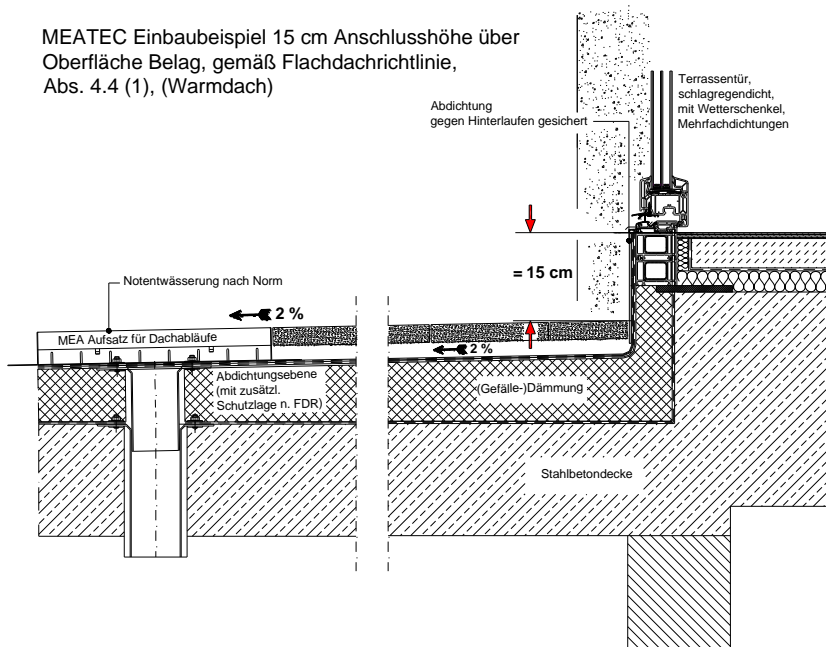 MEATEC Einbaubeispiel 15 cm Anschlusshöhe über
Oberfläche Belag, gemäß Flachdachrichtlinie,
Abs. 4.4 (1), (Warmdach)
Terrassentür,
schlagregendicht,
mit Wetterschenkel,
Mehrfachdichtungen
Abdichtung
gegen Hinterlaufen gesichert
= 15 cm
Notentwässerung nach Norm
2 %
MEA Aufsatz für Dachabläufe
2 %
Abdichtungsebene
(mit zusätzl.
Schutzlage n. FDR)
(Gefälle-)Dämmung
Stahlbetondecke